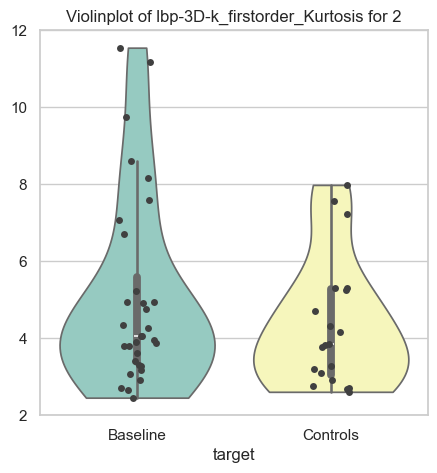 Violinplot of lbp-3D-k_firstorder_Kurtosis for 2
12
10
8
6
4
2
Baseline
Controls
target